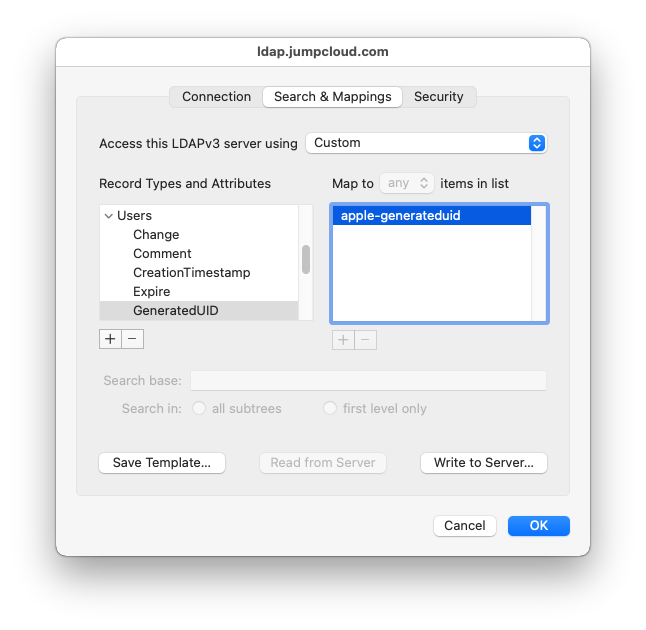 ldap.jumpcloud.com
Connection Search & Mappings Security
Access this LDAPv3 server using Custom
Record Types and Attributes
Map to any items in list
Users
Change
Comment
CreationTimestamp
Expire
GeneratedUID
apple-generateduid
+ −
+ −
Search base:
Search in: all subtrees first level only
Save Template... Read from Server Write to Server...
Cancel OK